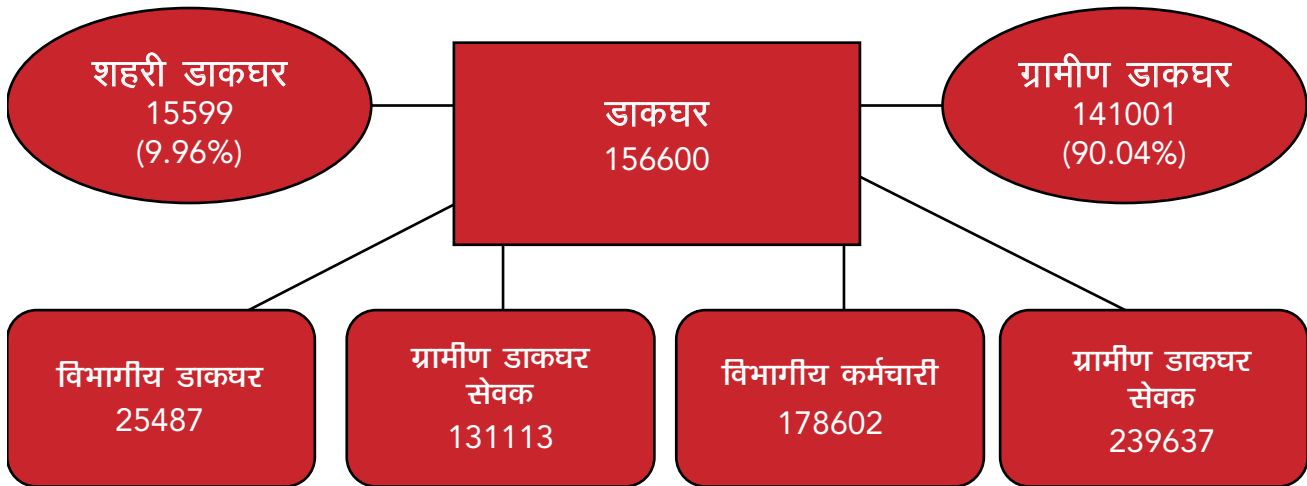 शहरी डाकघर
15599
(9.96%)
डाकघर
156600
ग्रामीण डाकघर
141001
(90.04%)
विभागीय डाकघर
25487
ग्रामीण डाकघर
सेवक
131113
विभागीय कर्मचारी
178602
ग्रामीण डाकघर
सेवक
239637